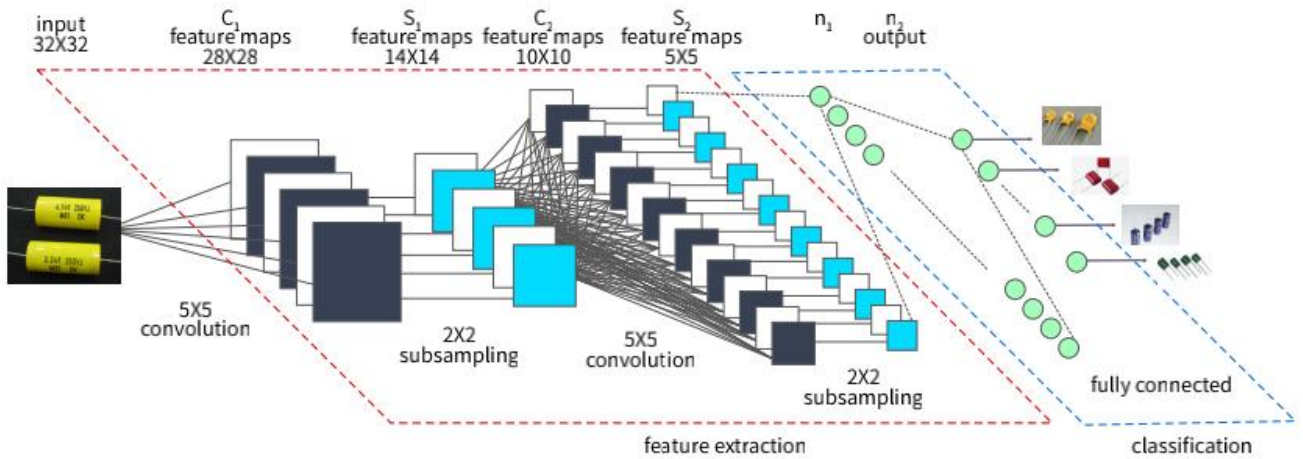 input
32X32
C1
feature maps
28X28
S1
feature maps
14X14
C2
feature maps
10X10
S2
feature maps
5X5
n1
n2
output
5X5
convolution
2X2
subsampling
5X5
convolution
2X2
subsampling
fully connected
feature extraction
classification